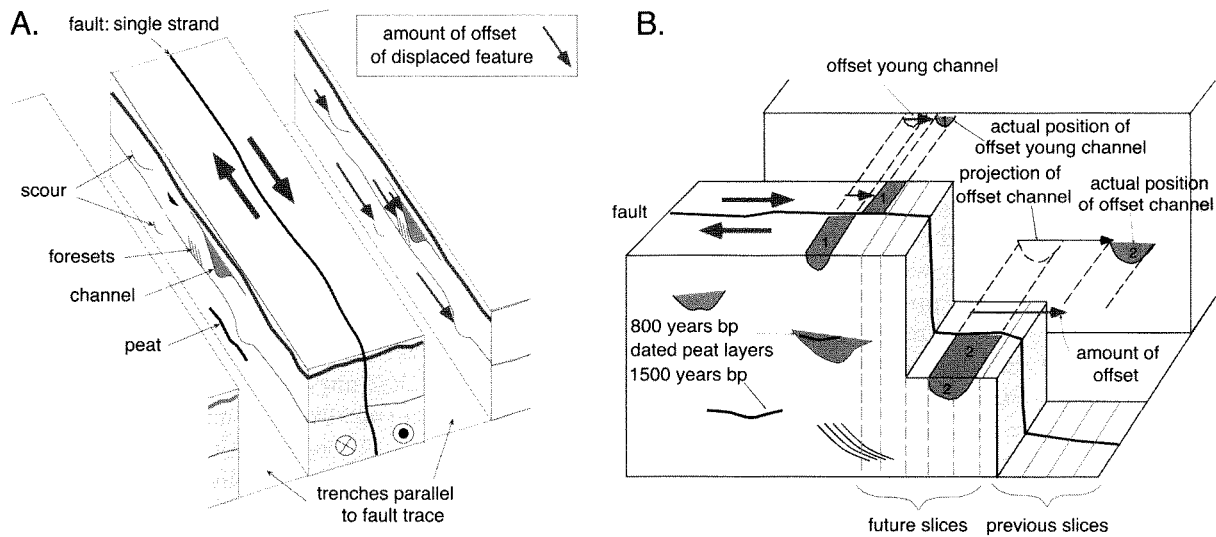 A.
fault: single strand
amount of offset
of displaced feature
scour
foresets
channel
peat
trenches parallel
to fault trace
B.
offset young channel
1
actual position of
offset young channel
projection of
offset channel
actual position
of offset channel
fault
1
1
2
800 years bp
dated peat layers
1500 years bp
2
2
amount of
offset
future slices
previous slices